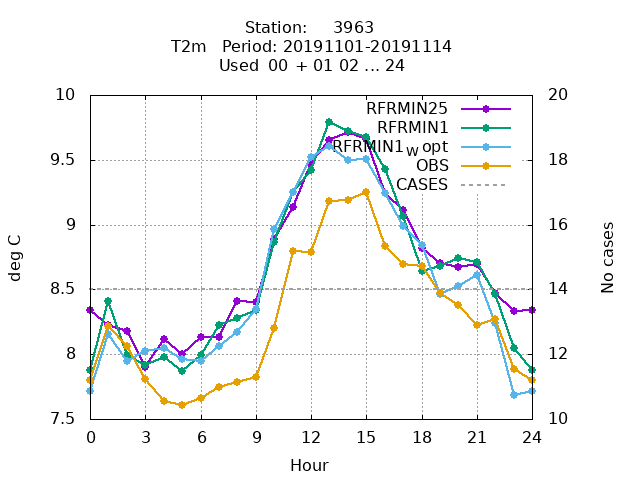 Station: 3963
T2m Period: 20191101-20191114
Used 00 + 01 02 ... 24
10 20
RFRMIN25
RFRMIN1
RFRMIN1w opt
OBS
CASES
9.5 18
9 16
deg C
No cases
8.5 14
8 12
7.5 10
0 3 6 9 12 15 18 21 24
Hour